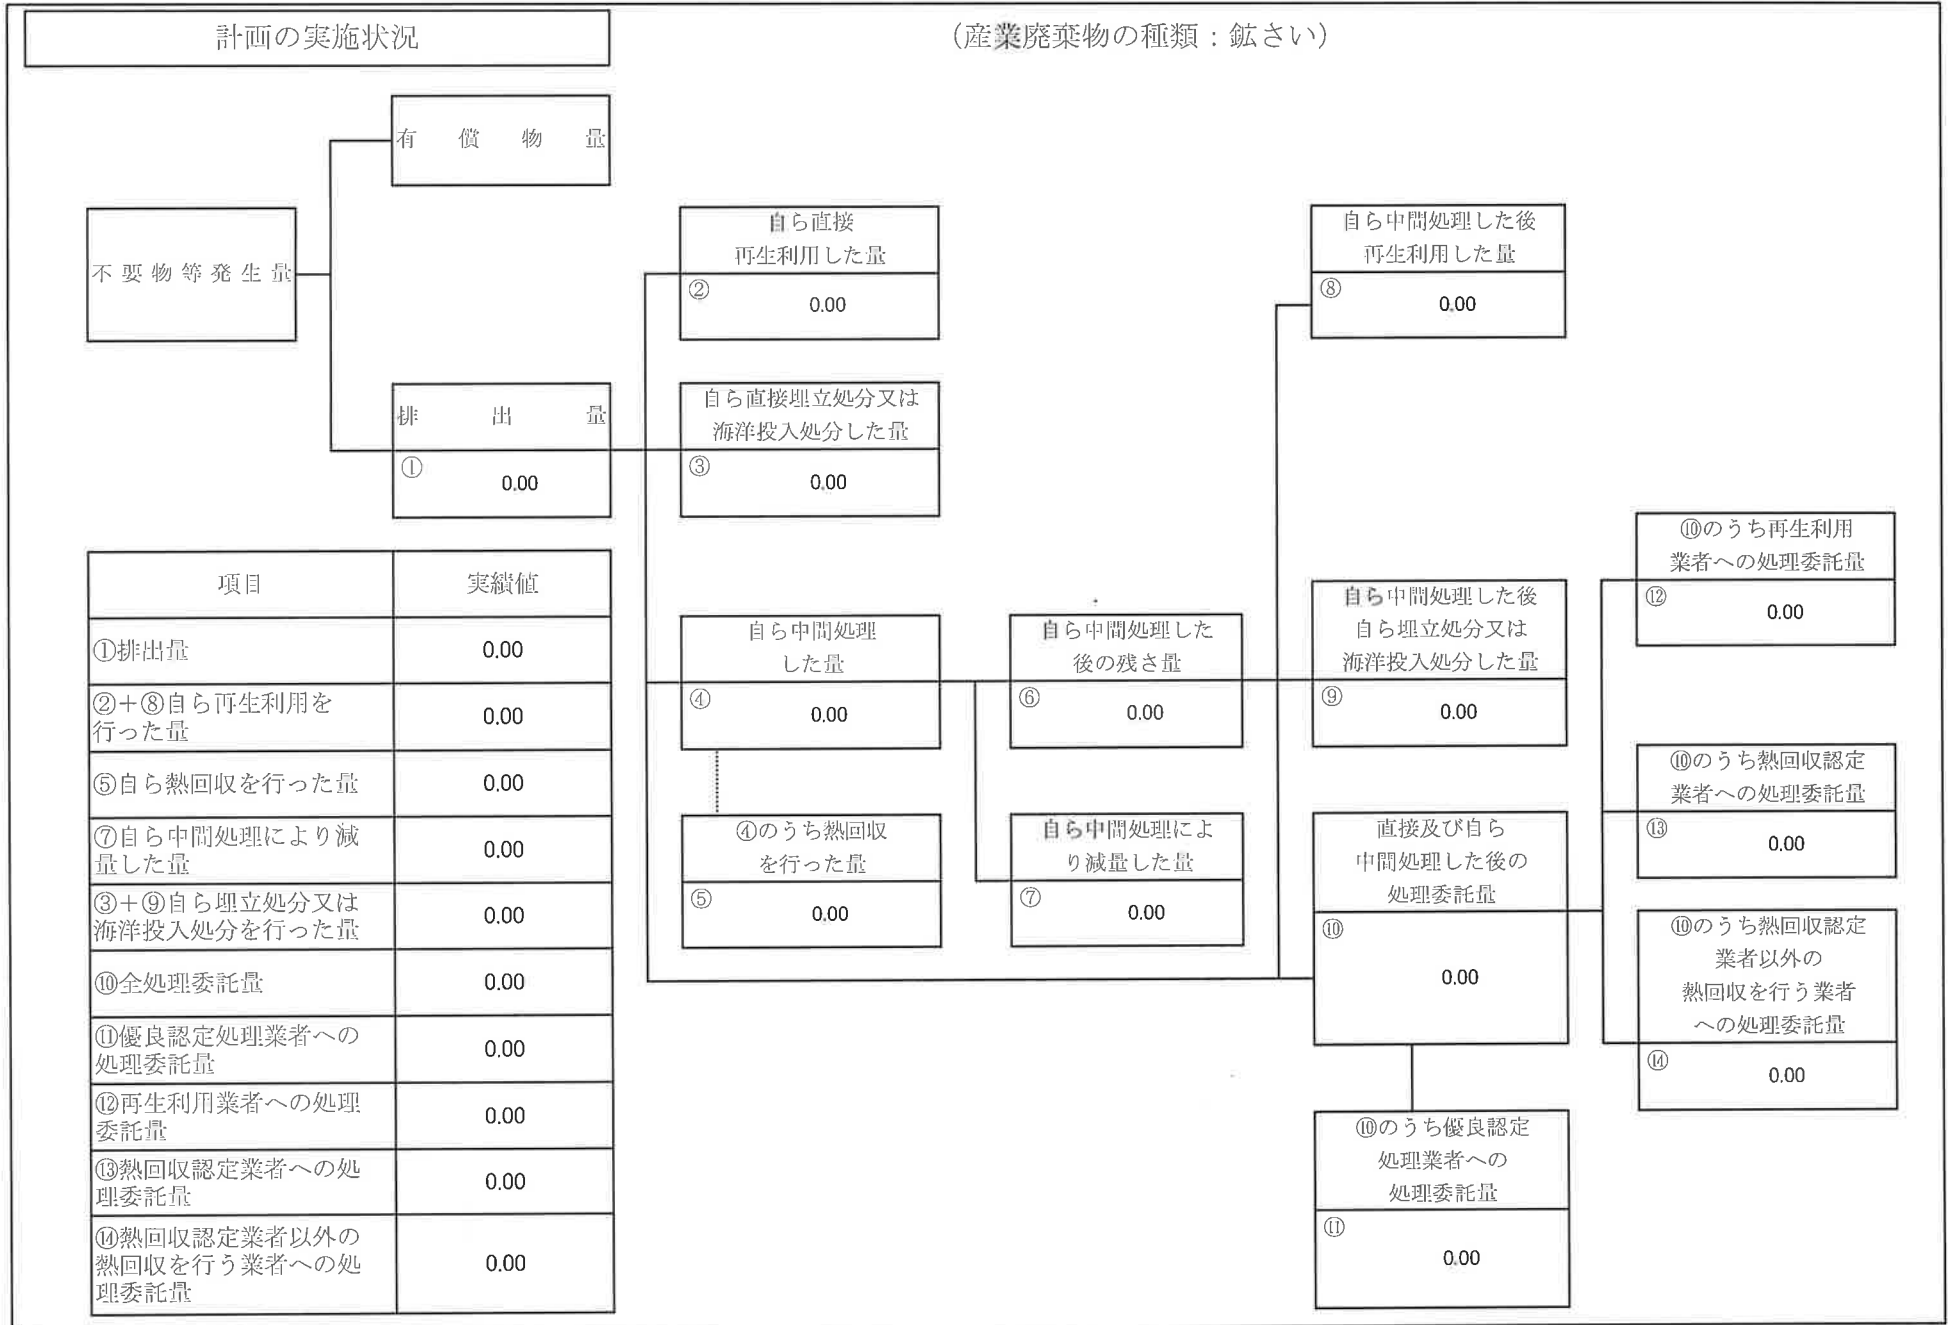 計画の実施状況
(産業廃棄物の種類：鉱さい)
有償物量
不要物等発生量
排出量
①
0.00
自ら直接
再生利用した量
②
0.00
自ら直接埋立処分又は
海洋投入処分した量
③
0.00
自ら中間処理
した量
④
0.00
④のうち熱回収
を行った量
⑤
0.00
自ら中間処理した
後の残さ量
⑥
0.00
自ら中間処理によ
り減量した量
⑦
0.00
自ら中間処理した後
再生利用した量
⑧
0.00
自ら中間処理した後
自ら埋立処分又は
海洋投入処分した量
⑨
0.00
直接及び自ら
中間処理した後の
処理委託量
⑩
0.00
⑩のうち優良認定
処理業者への
処理委託量
⑪
0.00
⑩のうち再生利用
業者への処理委託量
⑫
0.00
⑩のうち熱回収認定
業者への処理委託量
⑬
0.00
⑩のうち熱回収認定
業者以外の
熱回収を行う業者
への処理委託量
⑭
0.00
項目 実績値
①排出量 0.00
②＋⑧自ら再生利用を
行った量 0.00
⑤自ら熱回収を行った量 0.00
⑦自ら中間処理により減
量した量 0.00
③＋⑨自ら埋立処分又は
海洋投入処分を行った量 0.00
⑩全処理委託量 0.00
⑪優良認定処理業者への
処理委託量 0.00
⑫再生利用業者への処理
委託量 0.00
⑬熱回収認定業者への処
理委託量 0.00
⑭熱回収認定業者以外の
熱回収を行う業者への処
理委託量 0.00